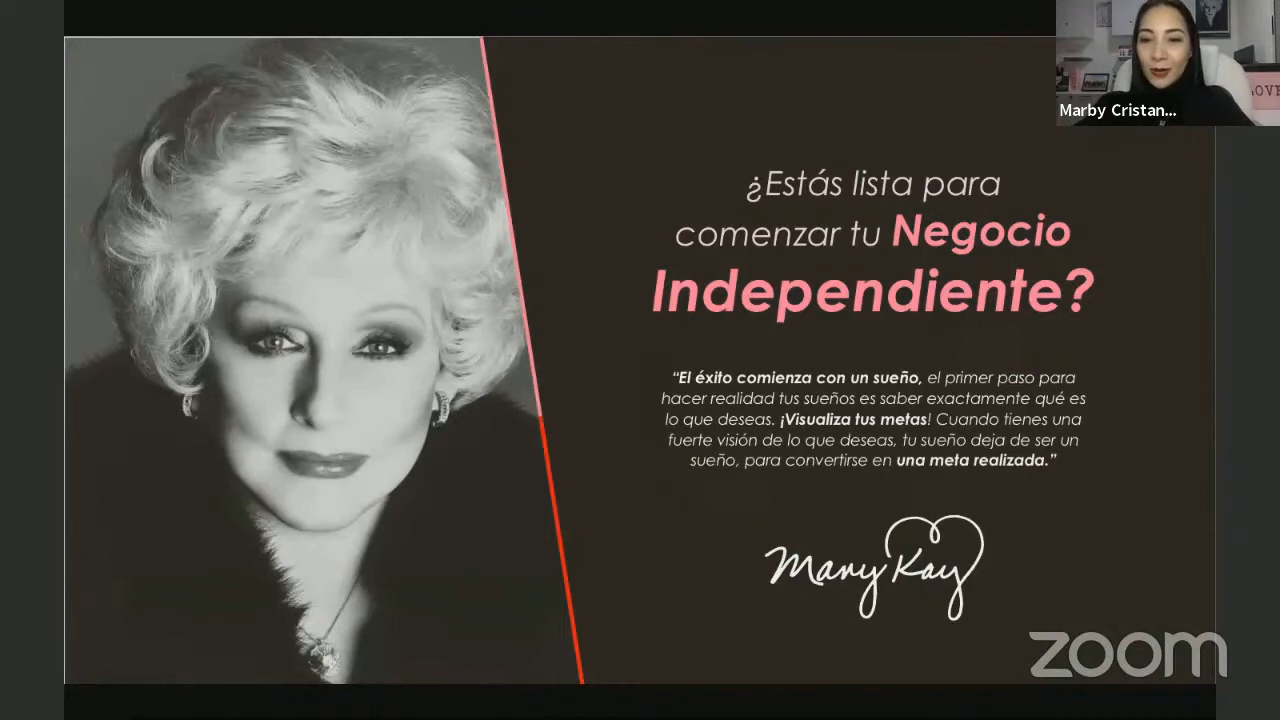 LOVE
Marby Cristan...
¿Estás lista para
comenzar tu Negocio
Independiente?
“El éxito comienza con un sueño, el primer paso para
hacer realidad tus sueños es saber exactamente qué es
lo que deseas. ¡Visualiza tus metas! Cuando tienes una
fuerte visión de lo que deseas, tu sueño deja de ser un
sueño, para convertirse en una meta realizada.”
Mary Kay
zoom